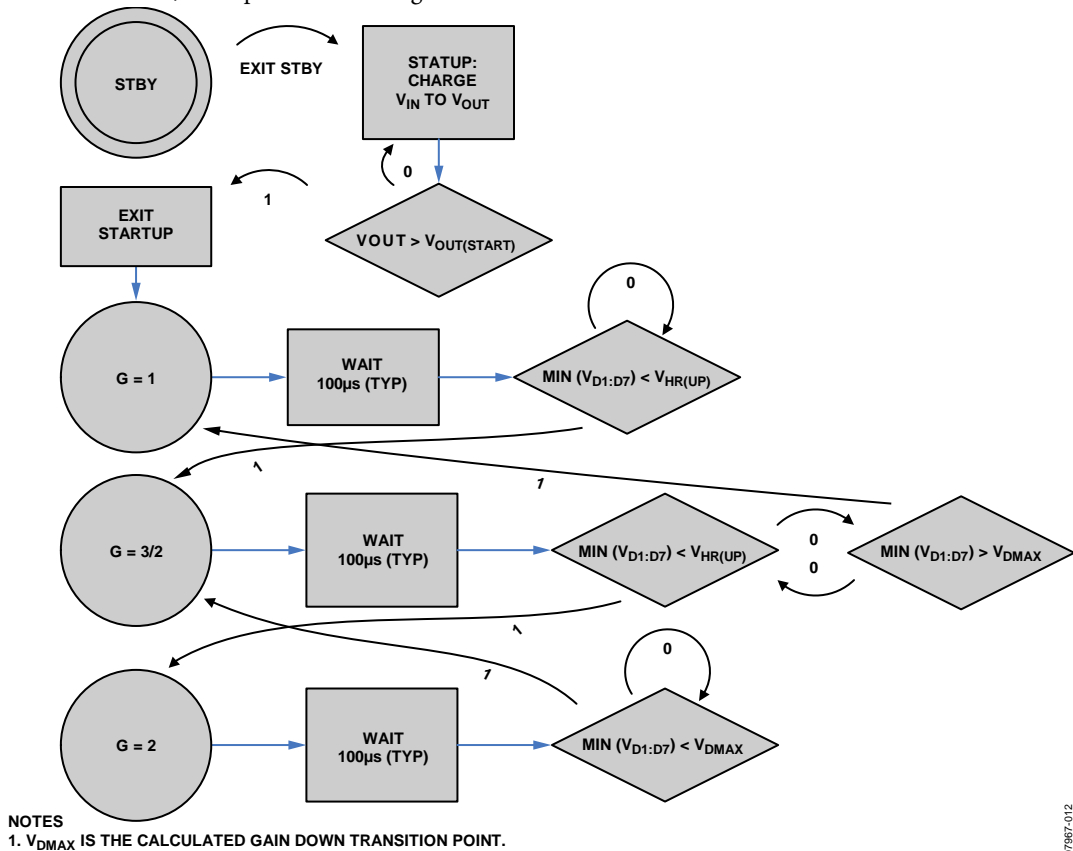 STBY
EXIT STBY
STATUP:
CHARGE
VIN TO VOUT
0
1
EXIT
STARTUP
VOUT > VOUT(START)
0
G = 1
WAIT
100µs (TYP)
MIN (VD1:D7) < VHR(UP)
1
1
G = 3/2
WAIT
100µs (TYP)
MIN (VD1:D7) < VHR(UP)
0
0
MIN (VD1:D7) > VDMAX
1
1
0
G = 2
WAIT
100µs (TYP)
MIN (VD1:D7) < VDMAX
NOTES
1. VDMAX IS THE CALCULATED GAIN DOWN TRANSITION POINT.